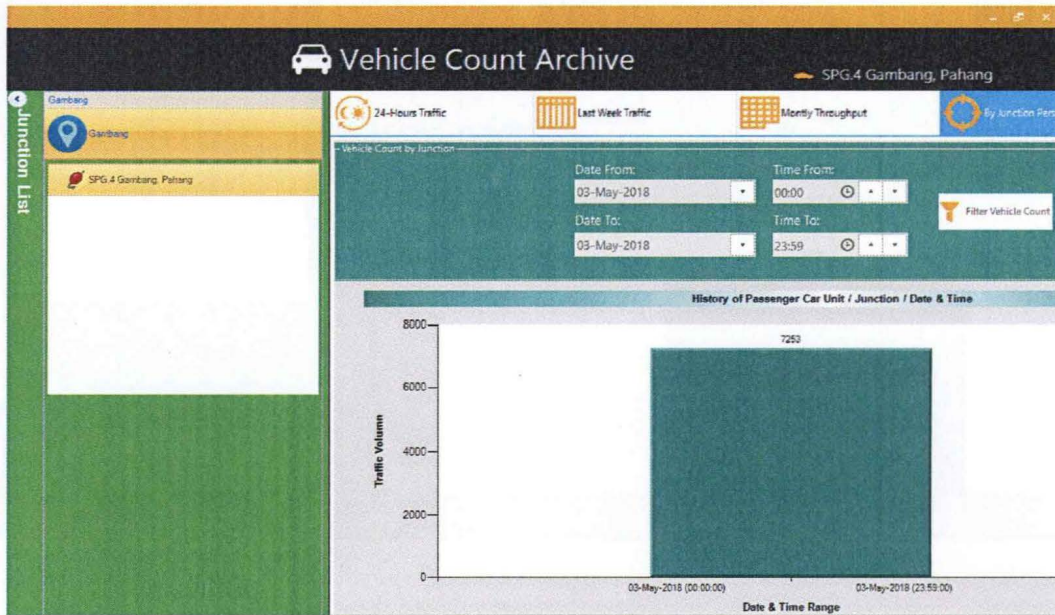 Vehicle Count Archive
SPG.4 Gambang, Pahang
Junction List
Gambang
Gambang
SPG.4 Gambang, Pahang
24-Hours Traffic
Last Week Traffic
Montly Throughput
By Junction Pers
Vehicle Count by Junction
Date From:
Time From:
03-May-2018
00:00
Date To:
Time To:
03-May-2018
23:59
Filter Vehicle Count
History of Passenger Car Unit / Junction / Date & Time
8000
7253
6000
4000
2000
0
Traffic Volumn
03-May-2018 (00:00:00)
03-May-2018 (23:59:00)
Date & Time Range